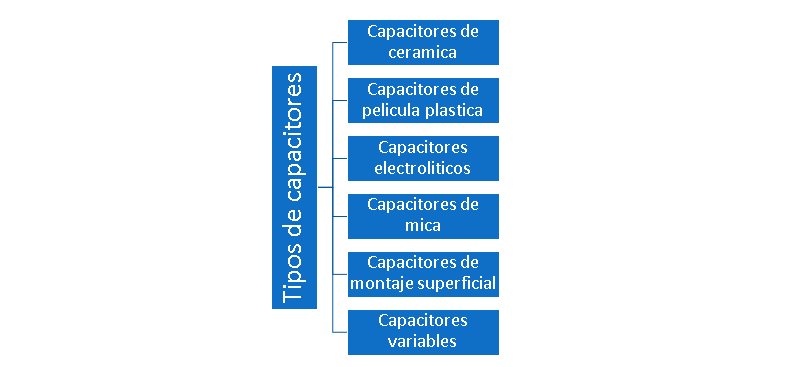 Tipos de capacitores
Capacitores de
ceramica
Capacitores de
pelicula plastica
Capacitores
electroliticos
Capacitores de
mica
Capacitores de
montaje superficial
Capacitores
variables